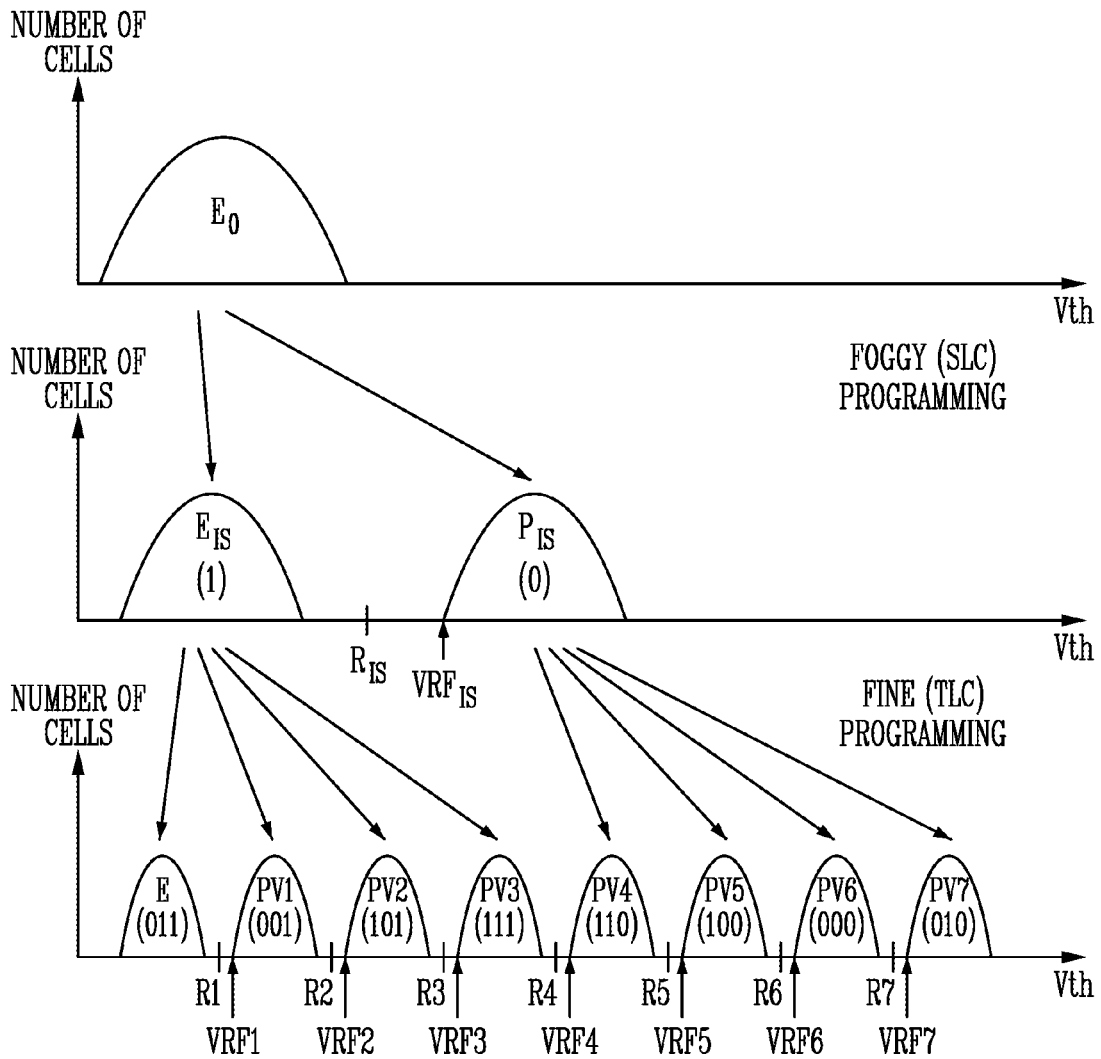 NUMBER OF
CELLS
E0
Vth
NUMBER OF
CELLS
FOGGY (SLC)
PROGRAMMING
EIS
(1)
PIS
(0)
RIS
VRFIS
Vth
NUMBER OF
CELLS
FINE (TLC)
PROGRAMMING
E
(011)
PV1
(001)
PV2
(101)
PV3
(111)
PV4
(110)
PV5
(100)
PV6
(000)
PV7
(010)
R1 R2 R3 R4 R5 R6 R7 Vth
VRF1 VRF2 VRF3 VRF4 VRF5 VRF6 VRF7